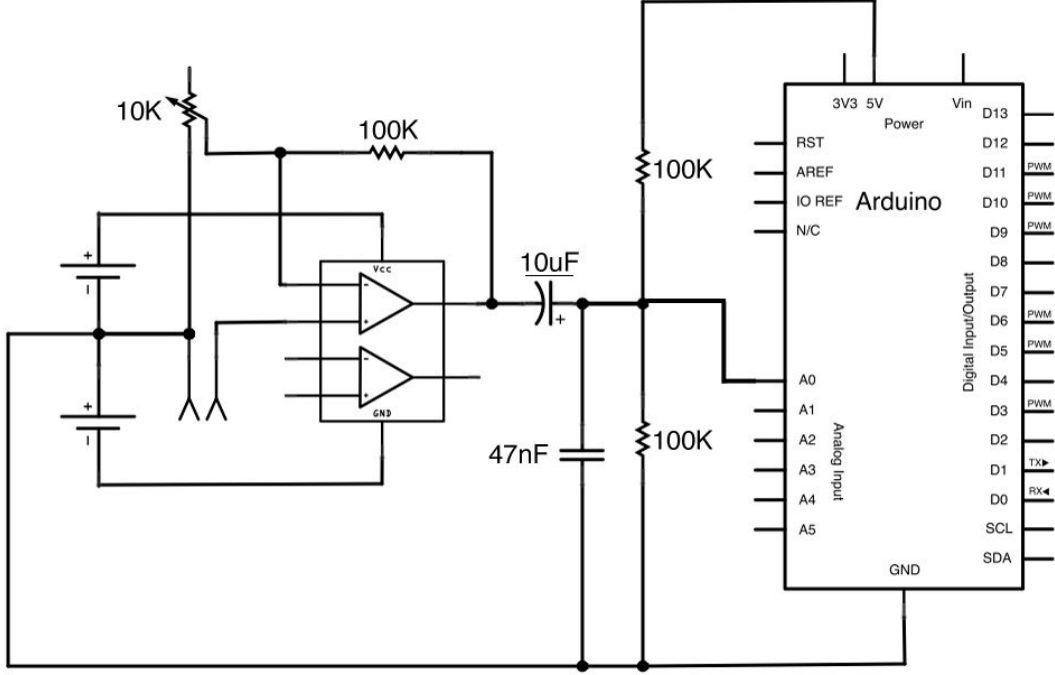 10K
100K
Vcc
-
+
-
+
GND
+
-
+
-
10uF
+
47nF
100K
100K
3V3 5V Vin
Power
Arduino
RST
AREF
IO REF
N/C
A0
A1
A2
A3
A4
A5
Analog Input
Digital Input/Output
D13
D12
D11 PWM
D10 PWM
D9 PWM
D8
D7
D6 PWM
D5 PWM
D4
D3 PWM
D2
D1 TX▶
D0 RX◀
SCL
SDA
GND